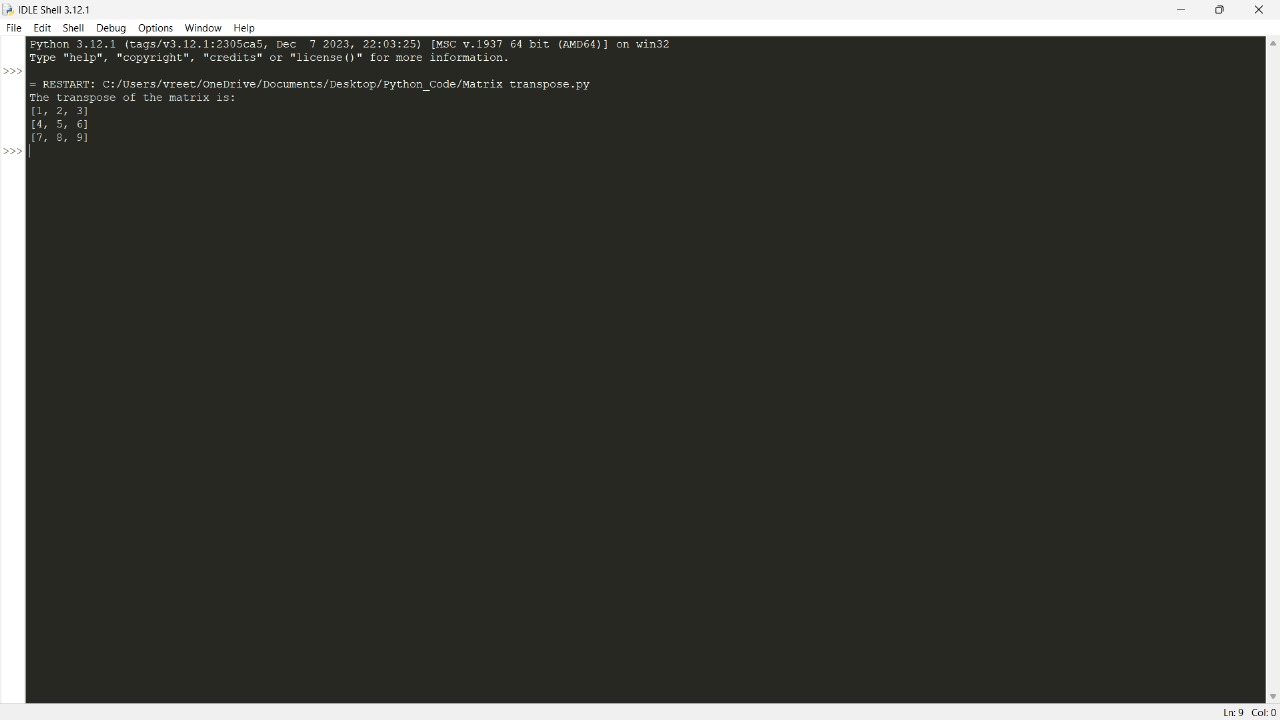 IDLE Shell 3.12.1
File Edit Shell Debug Options Window Help
Python 3.12.1 (tags/v3.12.1:2305ca5, Dec  7 2023, 22:03:25) [MSC v.1937 64 bit (AMD64)] on win32
Type "help", "copyright", "credits" or "license()" for more information.
>>>
= RESTART: C:/Users/vreet/OneDrive/Documents/Desktop/Python_Code/Matrix transpose.py
The transpose of the matrix is:
[1, 2, 3]
[4, 5, 6]
[7, 8, 9]
>>>
Ln: 9 Col: 0